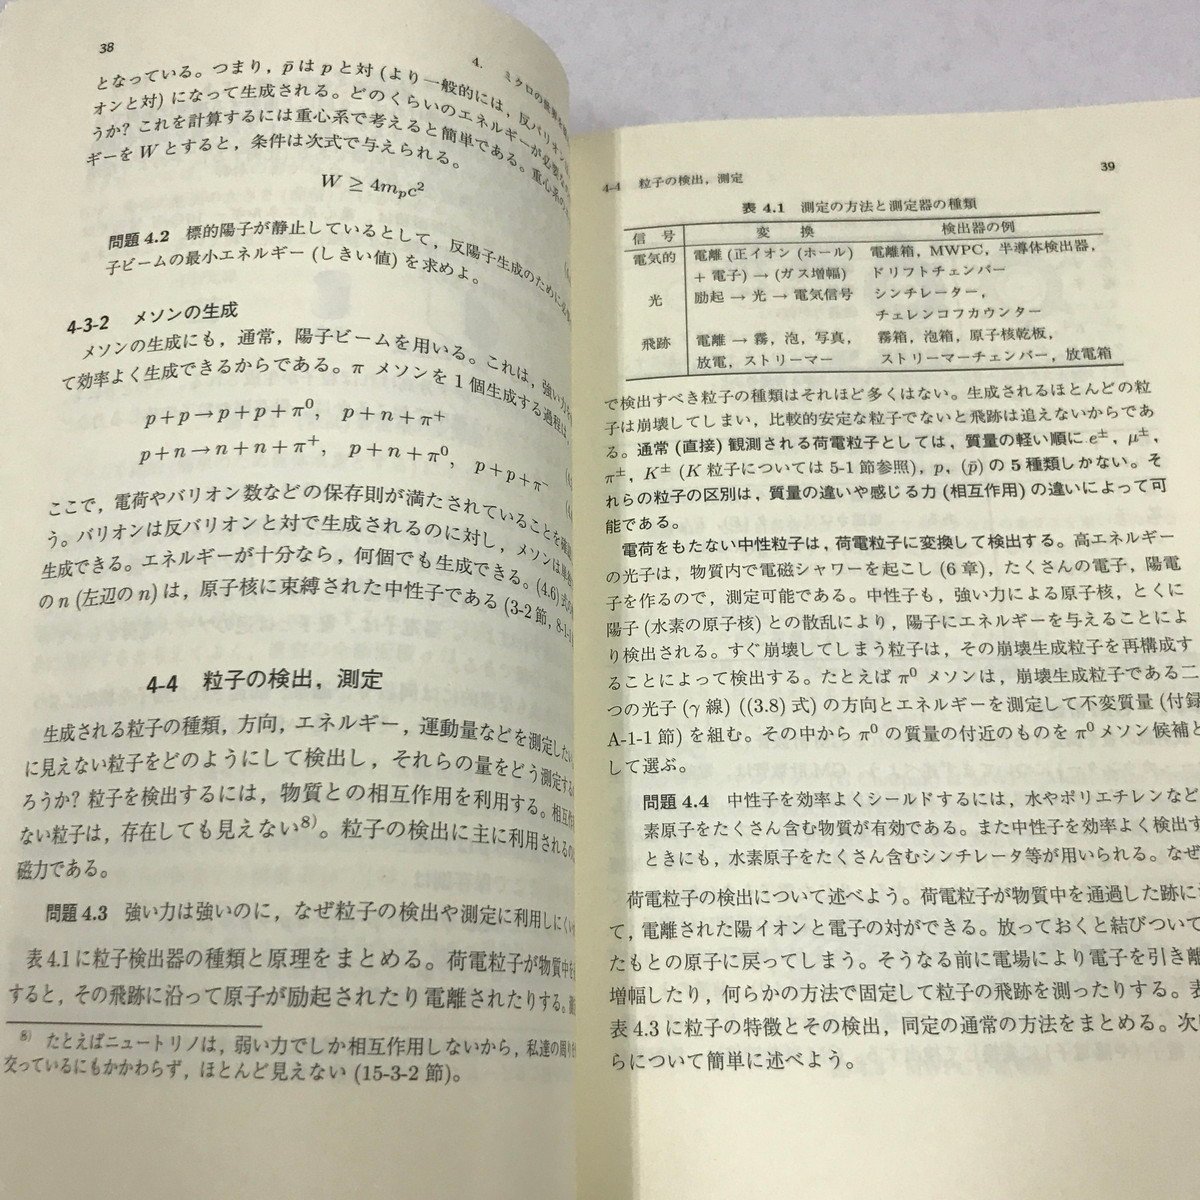 38
4. ミクロの世界
となっている。つまり，p̄ は p と対 (より一般的には，反バリオン
オンと対) になって生成される。どのくらいのエネルギーが必要
うか? これを計算するには重心系で考えると簡単である。重心系の
ギーを W とすると，条件は次式で与えられる。
W ≥ 4mₚc²
問題 4.2 標的陽子が静止しているとして，反陽子生成のために必要
子ビームの最小エネルギー (しきい値) を求めよ。
4-3-2 メソンの生成
メソンの生成にも，通常，陽子ビームを用いる。これは，強い力
て効率よく生成できるからである。π メソンを 1 個生成する過程は，
p + p → p + p + π⁰, p + n + π⁺
p + n → n + n + π⁺, p + n + π⁰, p + p + π⁻
ここで，電荷やバリオン数などの保存則が満たされていることを確
う。バリオンは反バリオンと対で生成されるのに対し，メソンは
生成できる。エネルギーが十分なら，何個でも生成できる。(4.6) 式
の n (左辺の n) は，原子核に束縛された中性子である (3-2 節, 8-1-1
4-4 粒子の検出，測定
生成される粒子の種類，方向，エネルギー，運動量などを測定したい
に見えない粒子をどのようにして検出し，それらの量をどう測定する
ろうか? 粒子を検出するには，物質との相互作用を利用する。相互作
ない粒子は，存在しても見えない⁸⁾。粒子の検出に主に利用されるの
磁力である。
問題 4.3 強い力は強いのに，なぜ粒子の検出や測定に利用しにくい
表 4.1 に粒子検出器の種類と原理をまとめる。荷電粒子が物質中を
すると，その飛跡に沿って原子が励起されたり電離されたりする。
8) たとえばニュートリノは，弱い力でしか相互作用しないから，私達の周り
交っているにもかかわらず，ほとんど見えない (15-3-2 節)。
4-4 粒子の検出，測定
39
表 4.1 測定の方法と測定器の種類
信 号 変 換 検出器の例
電気的 電離 (正イオン (ホール) 電離箱，MWPC，半導体検出器，
+ 電子) → (ガス増幅) ドリフトチェンバー
光 励起 → 光 → 電気信号 シンチレーター，
チェレンコフカウンター
飛跡 電離 → 霧，泡，写真， 霧箱，泡箱，原子核乾板，
放電，ストリーマー ストリーマーチェンバー，放電箱
で検出すべき粒子の種類はそれほど多くはない。生成されるほとんどの粒
子は崩壊してしまい，比較的安定な粒子でないと飛跡は追えないからであ
る。通常 (直接) 観測される荷電粒子としては，質量の軽い順に e±，μ±，
π±，K± (K 粒子については 5-1 節参照)，p，(p̄) の 5 種類しかない。そ
れらの粒子の区別は，質量の違いや感じる力 (相互作用) の違いによって可
能である。
電荷をもたない中性粒子は，荷電粒子に変換して検出する。高エネルギー
の光子は，物質内で電磁シャワーを起こし (6 章)，たくさんの電子，陽電
子を作るので，測定可能である。中性子も，強い力による原子核，とくに
陽子 (水素の原子核) との散乱により，陽子にエネルギーを与えることによ
り検出される。すぐ崩壊してしまう粒子は，その崩壊生成粒子を再構成す
ることによって検出する。たとえば π⁰ メソンは，崩壊生成粒子である二
つの光子 (γ 線) ((3.8) 式) の方向とエネルギーを測定して不変質量 (付録
A-1-1 節) を組む。その中から π⁰ の質量の付近のものを π⁰ メソン候補と
して選ぶ。
問題 4.4 中性子を効率よくシールドするには，水やポリエチレンなど
素原子をたくさん含む物質が有効である。また中性子を効率よく検出す
ときにも，水素原子をたくさん含むシンチレータ等が用いられる。なぜ
荷電粒子の検出について述べよう。荷電粒子が物質中を通過した跡に
て，電離された陽イオンと電子の対ができる。放っておくと結びついて
たもとの原子に戻ってしまう。そうなる前に電場により電子を引き離
増幅したり，何らかの方法で固定して粒子の飛跡を測ったりする。表
表 4.3 に粒子の特徴とその検出，同定の通常の方法をまとめる。次に
らについて簡単に述べよう。